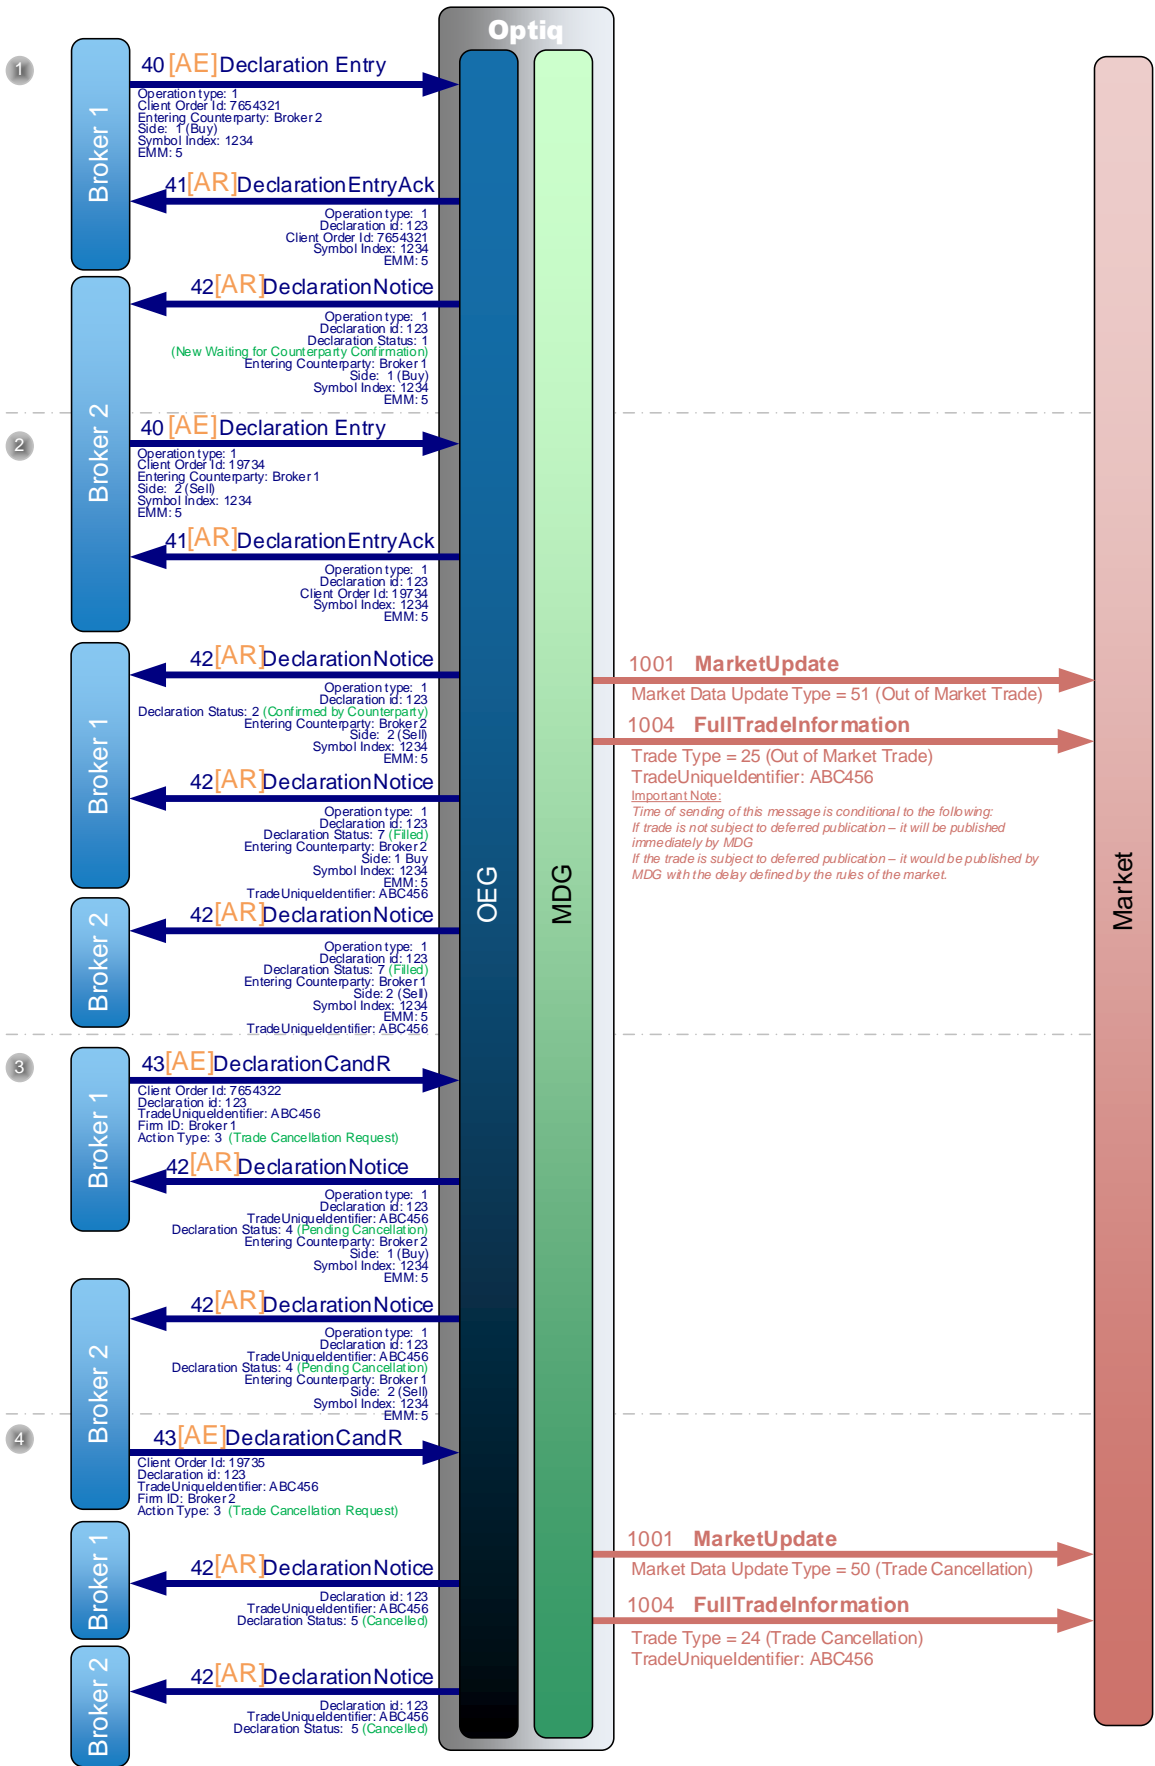 Optiq
1
Broker 1
40 [AE] Declaration Entry
Operation type: 1
Client Order Id: 7654321
Entering Counterparty: Broker 2
Side: 1 (Buy)
Symbol Index: 1234
EMM: 5
41 [AR] DeclarationEntryAck
Operation type: 1
Declaration id: 123
Client Order Id: 7654321
Symbol Index: 1234
EMM: 5
Broker 2
42 [AR] DeclarationNotice
Operation type: 1
Declaration id: 123
Declaration Status: 1
(New Waiting for Counterparty Confirmation)
Entering Counterparty: Broker 1
Side: 1 (Buy)
Symbol Index: 1234
EMM: 5
2
40 [AE] Declaration Entry
Operation type: 1
Client Order Id: 19734
Entering Counterparty: Broker 1
Side: 2 (Sell)
Symbol Index: 1234
EMM: 5
41 [AR] DeclarationEntryAck
Operation type: 1
Declaration id: 123
Client Order Id: 19734
Symbol Index: 1234
EMM: 5
Broker 1
42 [AR] DeclarationNotice
Operation type: 1
Declaration id: 123
Declaration Status: 2 (Confirmed by Counterparty)
Entering Counterparty: Broker 2
Side: 2 (Sell)
Symbol Index: 1234
EMM: 5
1001 MarketUpdate
Market Data Update Type = 51 (Out of Market Trade)
1004 FullTradeInformation
Trade Type = 25 (Out of Market Trade)
TradeUniqueIdentifier: ABC456
Important Note:
Time of sending of this message is conditional to the following:
If trade is not subject to deferred publication – it will be published
immediately by MDG
If the trade is subject to deferred publication – it would be published by
MDG with the delay defined by the rules of the market.
42 [AR] DeclarationNotice
Operation type: 1
Declaration id: 123
Declaration Status: 7 (Filled)
Entering Counterparty: Broker 2
Side: 1 Buy
Symbol Index: 1234
EMM: 5
TradeUniqueIdentifier: ABC456
OEG
MDG
Market
Broker 2
42 [AR] DeclarationNotice
Operation type: 1
Declaration id: 123
Declaration Status: 7 (Filled)
Entering Counterparty: Broker 1
Side: 2 (Sell)
Symbol Index: 1234
EMM: 5
TradeUniqueIdentifier: ABC456
3
Broker 1
43 [AE] DeclarationCandR
Client Order Id: 7654322
Declaration id: 123
TradeUniqueIdentifier: ABC456
Firm ID: Broker 1
Action Type: 3 (Trade Cancellation Request)
42 [AR] DeclarationNotice
Operation type: 1
Declaration id: 123
TradeUniqueIdentifier: ABC456
Declaration Status: 4 (Pending Cancellation)
Entering Counterparty: Broker 2
Side: 1 (Buy)
Symbol Index: 1234
EMM: 5
Broker 2
42 [AR] DeclarationNotice
Operation type: 1
Declaration id: 123
TradeUniqueIdentifier: ABC456
Declaration Status: 4 (Pending Cancellation)
Entering Counterparty: Broker 1
Side: 2 (Sell)
Symbol Index: 1234
EMM: 5
4
43 [AE] DeclarationCandR
Client Order Id: 19735
Declaration id: 123
TradeUniqueIdentifier: ABC456
Firm ID: Broker 2
Action Type: 3 (Trade Cancellation Request)
1001 MarketUpdate
Market Data Update Type = 50 (Trade Cancellation)
Broker 1
42 [AR] DeclarationNotice
Declaration id: 123
TradeUniqueIdentifier: ABC456
Declaration Status: 5 (Cancelled)
1004 FullTradeInformation
Trade Type = 24 (Trade Cancellation)
TradeUniqueIdentifier: ABC456
Broker 2
42 [AR] DeclarationNotice
Declaration id: 123
TradeUniqueIdentifier: ABC456
Declaration Status: 5 (Cancelled)